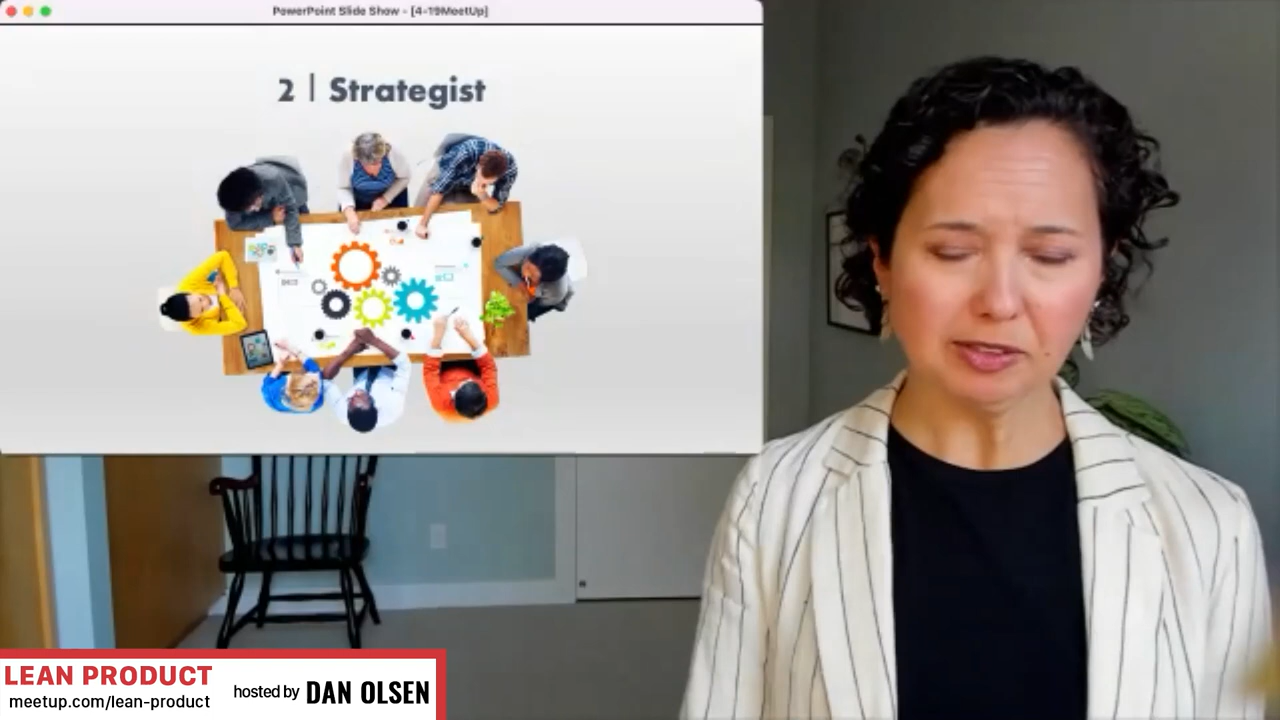 PowerPoint Slide Show - [4-19MeetUp]
2 | Strategist
LEAN PRODUCT
meetup.com/lean-product
hosted by DAN OLSEN